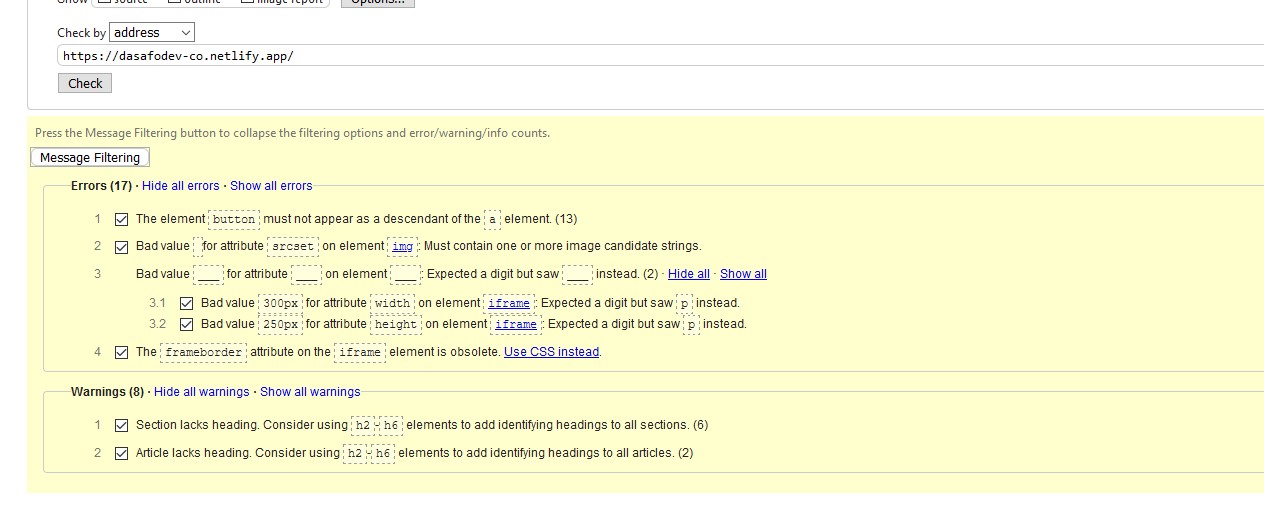 Show source outline image report Options...
Check by address
https://dasafodev-co.netlify.app/
Check
Press the Message Filtering button to collapse the filtering options and error/warning/info counts.
Message Filtering
Errors (17) · Hide all errors · Show all errors
1 The element button must not appear as a descendant of the a element. (13)
2 Bad value for attribute srcset on element img: Must contain one or more image candidate strings.
3 Bad value ___ for attribute ___ on element ___: Expected a digit but saw ___ instead. (2) · Hide all · Show all
3.1 Bad value 300px for attribute width on element iframe: Expected a digit but saw p instead.
3.2 Bad value 250px for attribute height on element iframe: Expected a digit but saw p instead.
4 The frameborder attribute on the iframe element is obsolete. Use CSS instead.
Warnings (8) · Hide all warnings · Show all warnings
1 Section lacks heading. Consider using h2-h6 elements to add identifying headings to all sections. (6)
2 Article lacks heading. Consider using h2-h6 elements to add identifying headings to all articles. (2)